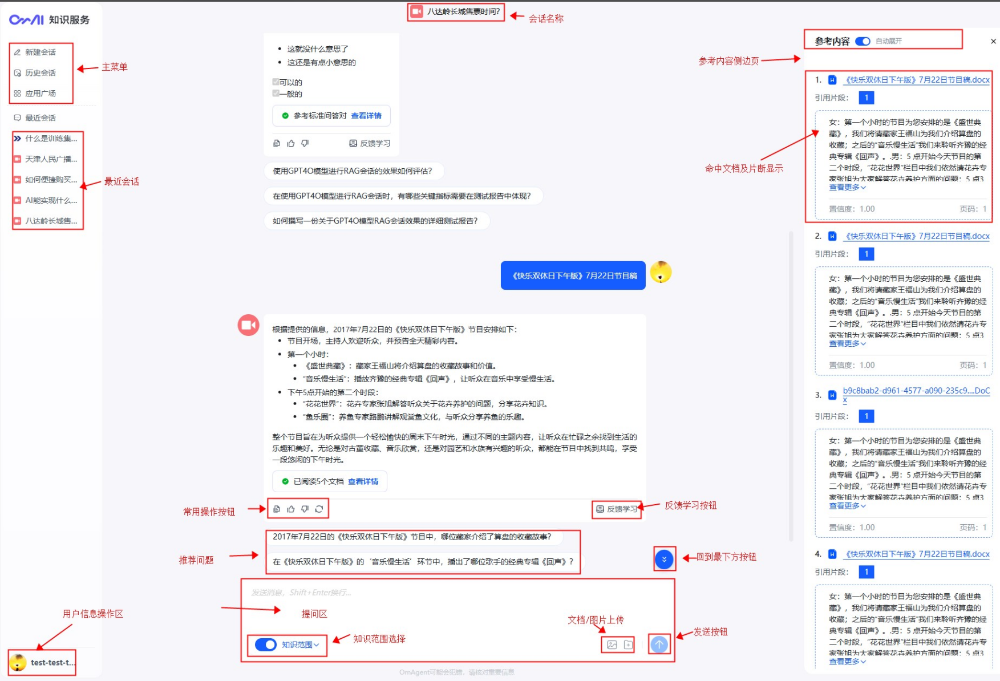 OmAI 知识服务
新建会话
历史会话
应用广场
主菜单
最近会话
什么是训练集...
天津人民广播...
如何便捷购买...
AI能实现什么...
八达岭长城售...
最近会话
用户信息操作区
test-test-t...
八达岭长城售票时间?
会话名称
这就没什么意思了
这还是有点小意思的
可以的
一般的
参考标准问答对 查看详情
反馈学习
使用GPT4O模型进行RAG会话的效果如何评估?
在使用GPT4O模型进行RAG会话时，有哪些关键指标需要在测试报告中体现?
如何撰写一份关于GPT4O模型RAG会话效果的详细测试报告?
《快乐双休日下午版》7月22日节目稿
根据提供的信息，2017年7月22日的《快乐双休日下午版》节目安排如下：
节目开场，主持人欢迎听众，并预告全天精彩内容。
第一个小时：
《盛世典藏》：藏家王福山将介绍算盘的收藏故事和价值。
“音乐慢生活”：播放齐豫的经典专辑《回声》，让听众在音乐中享受慢生活。
下午5点开始的第二个时段：
“花花世界”：花卉专家张旭解答听众关于花卉养护的问题，分享花卉知识。
“鱼乐圈”：养鱼专家路鹏讲解观赏鱼文化，与听众分享养鱼的乐趣。
整个节目旨在为听众提供一个轻松愉快的周末下午时光，通过不同的主题内容，让听众在忙碌之余找到生活的
乐趣和美好。无论是对古董收藏、音乐欣赏，还是对园艺和水族有兴趣的听众，都能在节目中找到共鸣，享受
一段悠闲的下午时光。
已阅读5个文档 查看详情
常用操作按钮
反馈学习
反馈学习按钮
2017年7月22日的《快乐双休日下午版》节目中，哪位藏家介绍了算盘的收藏故事?
推荐问题
在《快乐双休日下午版》的‘音乐慢生活’环节中，播出了哪位歌手的经典专辑《回声》?
回到最下方按钮
发送消息，Shift+Enter换行...
提问区
知识范围
知识范围选择
文档/图片上传
发送按钮
OmAgent可能会犯错，请核对重要信息
参考内容 自动展开
参考内容侧边页
1. 《快乐双休日下午版》7月22日节目稿.docx
引用片段： 1
女：第一个小时的节目为您安排的是《盛世典
藏》，我们将请藏家王福山为我们介绍算盘的
收藏；之后的“音乐慢生活”我们来聆听齐豫的经
典专辑《回声》。.男：5 点开始今天节目的第
二个时段，“花花世界”栏目中我们依然请花卉专
家张旭为大家解答花卉养护方面的问题；5 点3
查看更多
置信度：1.00 页码：1
命中文档及片断显示
2. 《快乐双休日下午版》7月22日节目稿.docx
引用片段： 1
女：第一个小时的节目为您安排的是《盛世典
藏》，我们将请藏家王福山为我们介绍算盘的
收藏；之后的“音乐慢生活”我们来聆听齐豫的经
典专辑《回声》。.男：5 点开始今天节目的第
二个时段，“花花世界”栏目中我们依然请花卉专
家张旭为大家解答花卉养护方面的问题；5 点3
查看更多
置信度：1.00 页码：1
3. b9c8bab2-d961-4577-a090-235c9....DoC
x
引用片段： 1
女：第一个小时的节目为您安排的是《盛世典
藏》，我们将请藏家王福山为我们介绍算盘的
收藏；之后的“音乐慢生活”我们来聆听齐豫的经
典专辑《回声》。.男：5 点开始今天节目的第
二个时段，“花花世界”栏目中我们依然请花卉专
家张旭为大家解答花卉养护方面的问题；5 点3
查看更多
置信度：1.00 页码：1
4. 《快乐双休日下午版》7月22日节目稿.docx
引用片段： 1
女：第一个小时的节目为您安排的是《盛世典
藏》，我们将请藏家王福山为我们介绍算盘的
收藏；之后的“音乐慢生活”我们来聆听齐豫的经
典专辑《回声》。.男：5 点开始今天节目的第
二个时段，“花花世界”栏目中我们依然请花卉专
家张旭为大家解答花卉养护方面的问题；5 点3
查看更多